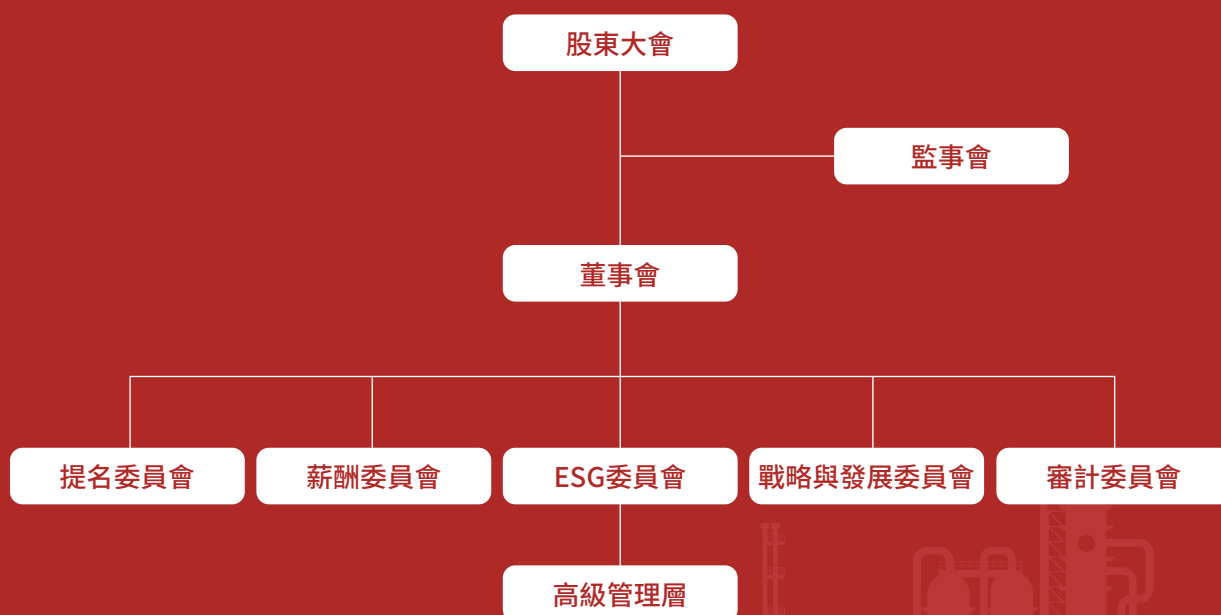 股東大會
監事會
董事會
提名委員會
薪酬委員會
ESG委員會
戰略與發展委員會
審計委員會
高級管理層